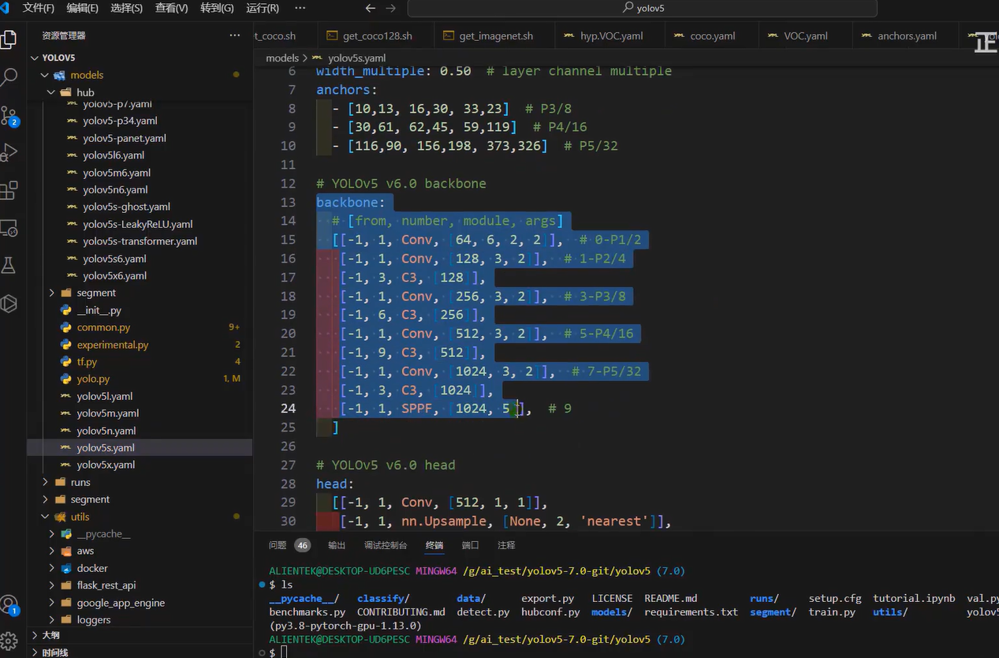 文件(F) 编辑(E) 选择(S) 查看(V) 转到(G) 运行(R) ··· ← → yolov5
资源管理器 ···
YOLOV5
models
hub
yolov5-p7.yaml
yolov5-p34.yaml
yolov5-panet.yaml
yolov5l6.yaml
yolov5m6.yaml
yolov5n6.yaml
yolov5s-ghost.yaml
yolov5s-LeakyReLU.yaml
yolov5s-transformer.yaml
yolov5s6.yaml
yolov5x6.yaml
segment
__init__.py
common.py 9+
experimental.py 2
tf.py 4
yolo.py 1, M
yolov5l.yaml
yolov5m.yaml
yolov5n.yaml
yolov5s.yaml
yolov5x.yaml
runs
segment
utils
__pycache__
aws
docker
flask_rest_api
google_app_engine
loggers
大纲
时间线
2
1
t_coco.sh get_coco128.sh get_imagenet.sh hyp.VOC.yaml coco.yaml VOC.yaml anchors.yaml
正
models > yolov5s.yaml
6 width_multiple: 0.50 # layer channel multiple
7 anchors:
8 - [10,13, 16,30, 33,23] # P3/8
9 - [30,61, 62,45, 59,119] # P4/16
10 - [116,90, 156,198, 373,326] # P5/32
11
12 # YOLOv5 v6.0 backbone
13 backbone:
14 # [from, number, module, args]
15 [[-1, 1, Conv, [64, 6, 2, 2]], # 0-P1/2
16 [-1, 1, Conv, [128, 3, 2]], # 1-P2/4
17 [-1, 3, C3, [128]],
18 [-1, 1, Conv, [256, 3, 2]], # 3-P3/8
19 [-1, 6, C3, [256]],
20 [-1, 1, Conv, [512, 3, 2]], # 5-P4/16
21 [-1, 9, C3, [512]],
22 [-1, 1, Conv, [1024, 3, 2]], # 7-P5/32
23 [-1, 3, C3, [1024]],
24 [-1, 1, SPPF, [1024, 5]], # 9
25 ]
26
27 # YOLOv5 v6.0 head
28 head:
29 [[-1, 1, Conv, [512, 1, 1]],
30 [-1, 1, nn.Upsample, [None, 2, 'nearest']],
问题 46 输出 调试控制台 终端 端口 注释
ALIENTEK@DESKTOP-UD6PESC MINGW64 /g/ai_test/yolov5-7.0-git/yolov5 (7.0)
$ ls
__pycache__/ classify/ data/ export.py LICENSE README.md runs/ setup.cfg tutorial.ipynb val.py
benchmarks.py CONTRIBUTING.md detect.py hubconf.py models/ requirements.txt segment/ train.py utils/ yolov5
(py3.8-pytorch-gpu-1.13.0)
ALIENTEK@DESKTOP-UD6PESC MINGW64 /g/ai_test/yolov5-7.0-git/yolov5 (7.0)
$